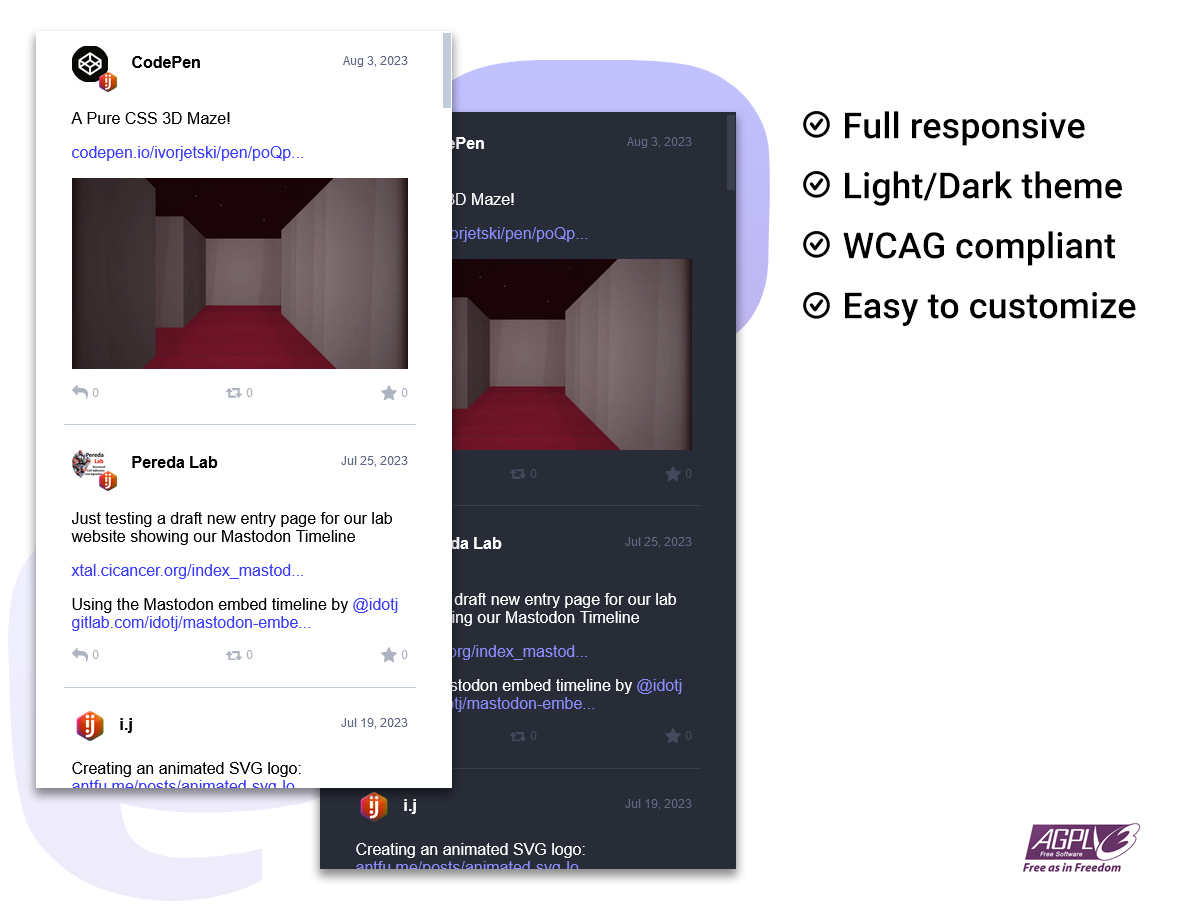 CodePen
Aug 3, 2023
A Pure CSS 3D Maze!
codepen.io/ivorjetski/pen/poQp...
0 0 0
Pereda Lab
Jul 25, 2023
Just testing a draft new entry page for our lab
website showing our Mastodon Timeline
xtal.cicancer.org/index_mastod...
Using the Mastodon embed timeline by @idotj
gitlab.com/idotj/mastodon-embe...
0 0 0
i.j
Jul 19, 2023
Creating an animated SVG logo:
antfu.me/posts/animated-svg-lo...
ePen
Aug 3, 2023
3D Maze!
orjetski/pen/poQp...
0 0
da Lab
Jul 25, 2023
draft new entry page for our lab
ing our Mastodon Timeline
org/index_mastod...
stodon embed timeline by @idotj
tj/mastodon-embe...
0 0
i.j
Jul 19, 2023
Creating an animated SVG logo:
antfu.me/posts/animated-svg-lo...
Full responsive
Light/Dark theme
WCAG compliant
Easy to customize
AGPLV3
Free Software
Free as in Freedom